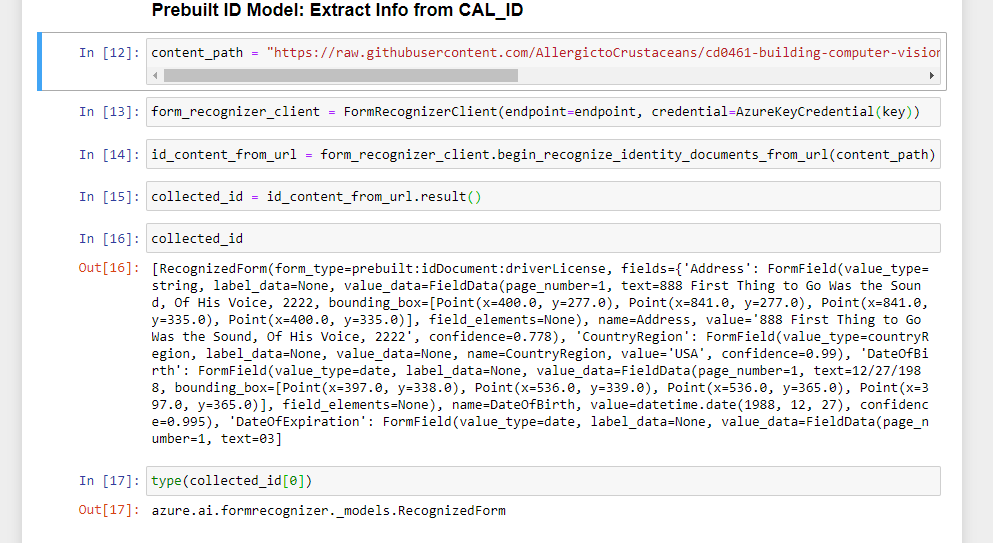 Prebuilt ID Model: Extract Info from CAL_ID
In [12]: content_path = "https://raw.githubusercontent.com/AllergictoCrustaceans/cd0461-building-computer-vision
In [13]: form_recognizer_client = FormRecognizerClient(endpoint=endpoint, credential=AzureKeyCredential(key))
In [14]: id_content_from_url = form_recognizer_client.begin_recognize_identity_documents_from_url(content_path)
In [15]: collected_id = id_content_from_url.result()
In [16]: collected_id
Out[16]: [RecognizedForm(form_type=prebuilt:idDocument:driverLicense, fields={'Address': FormField(value_type=
string, label_data=None, value_data=FieldData(page_number=1, text=888 First Thing to Go Was the Soun
d, Of His Voice, 2222, bounding_box=[Point(x=400.0, y=277.0), Point(x=841.0, y=277.0), Point(x=841.0,
y=335.0), Point(x=400.0, y=335.0)], field_elements=None), name=Address, value='888 First Thing to Go
Was the Sound, Of His Voice, 2222', confidence=0.778), 'CountryRegion': FormField(value_type=countryR
egion, label_data=None, value_data=None, name=CountryRegion, value='USA', confidence=0.99), 'DateOfBi
rth': FormField(value_type=date, label_data=None, value_data=FieldData(page_number=1, text=12/27/198
8, bounding_box=[Point(x=397.0, y=338.0), Point(x=536.0, y=339.0), Point(x=536.0, y=365.0), Point(x=3
97.0, y=365.0)], field_elements=None), name=DateOfBirth, value=datetime.date(1988, 12, 27), confidenc
e=0.995), 'DateOfExpiration': FormField(value_type=date, label_data=None, value_data=FieldData(page_n
umber=1, text=03]
In [17]: type(collected_id[0])
Out[17]: azure.ai.formrecognizer._models.RecognizedForm